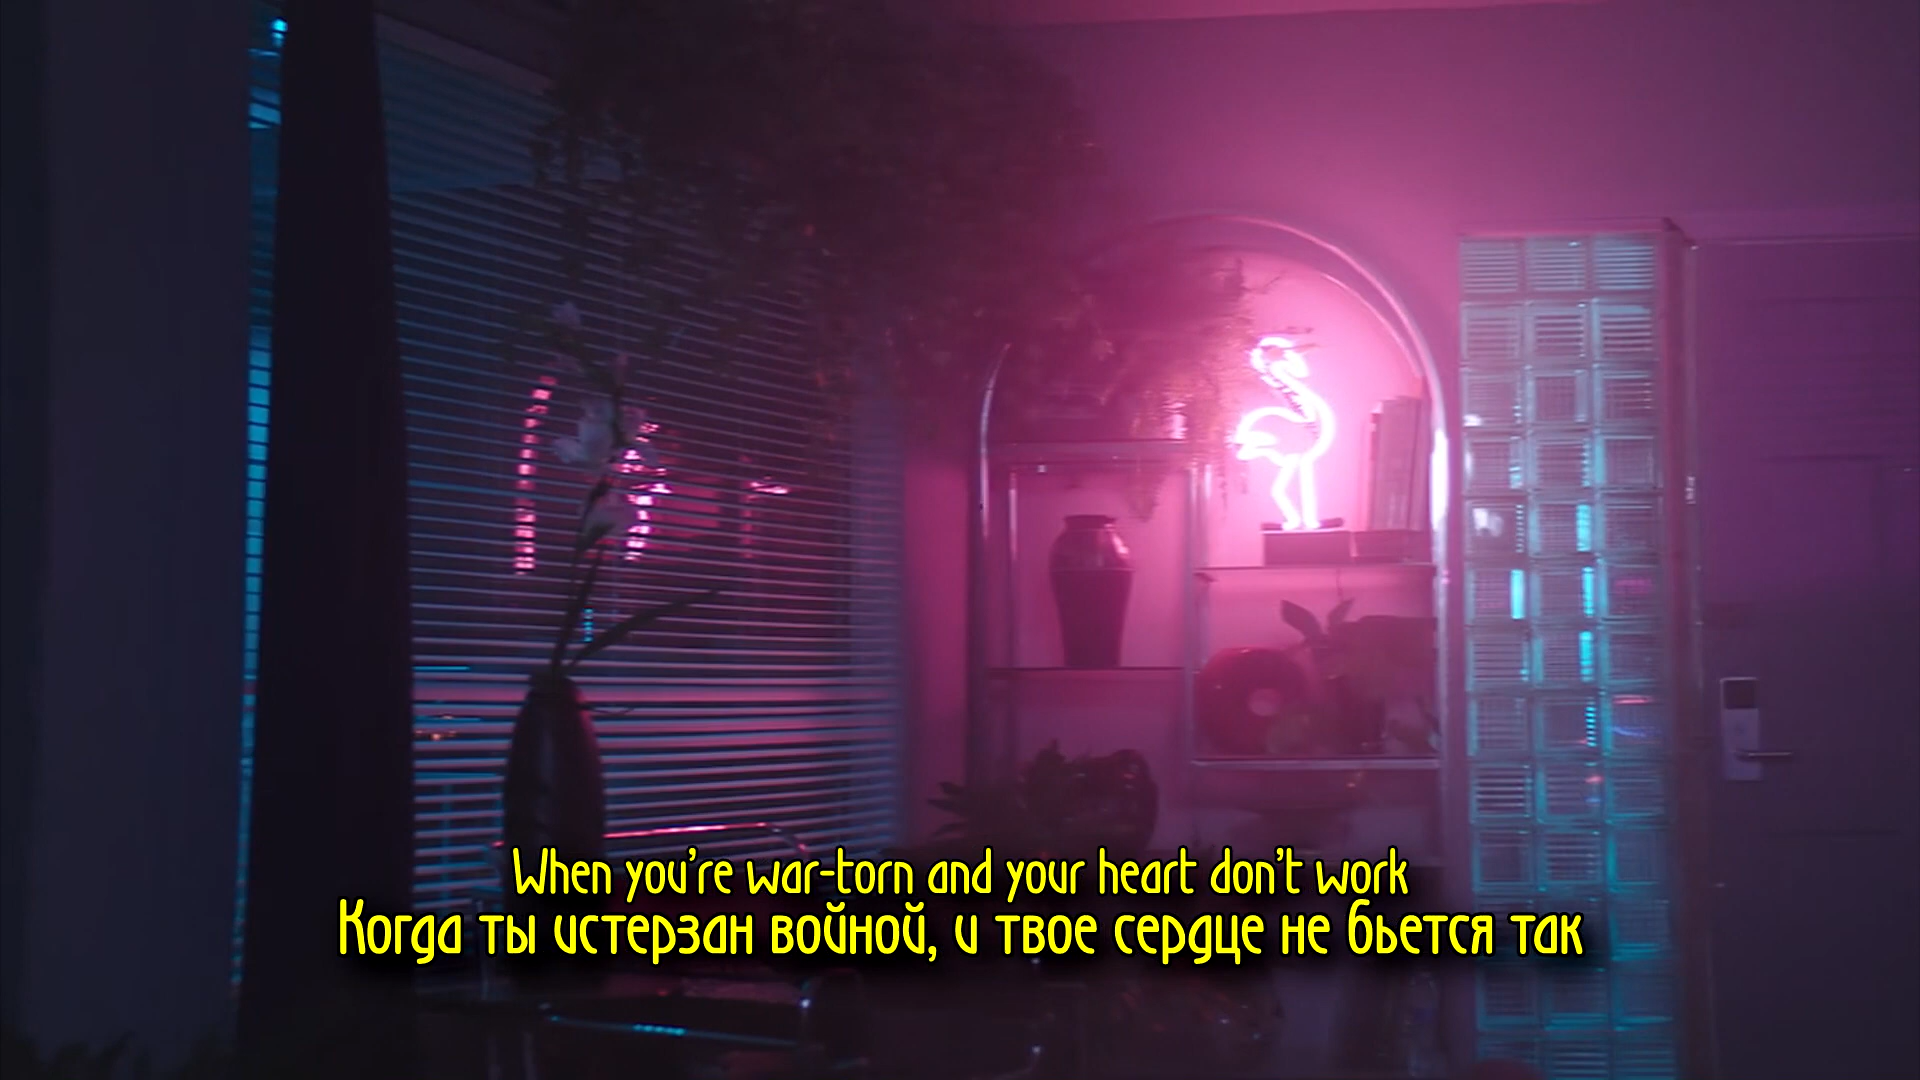 When you're war-torn and your heart don't work
Когда ты истерзан войной, и твое сердце не бьется так